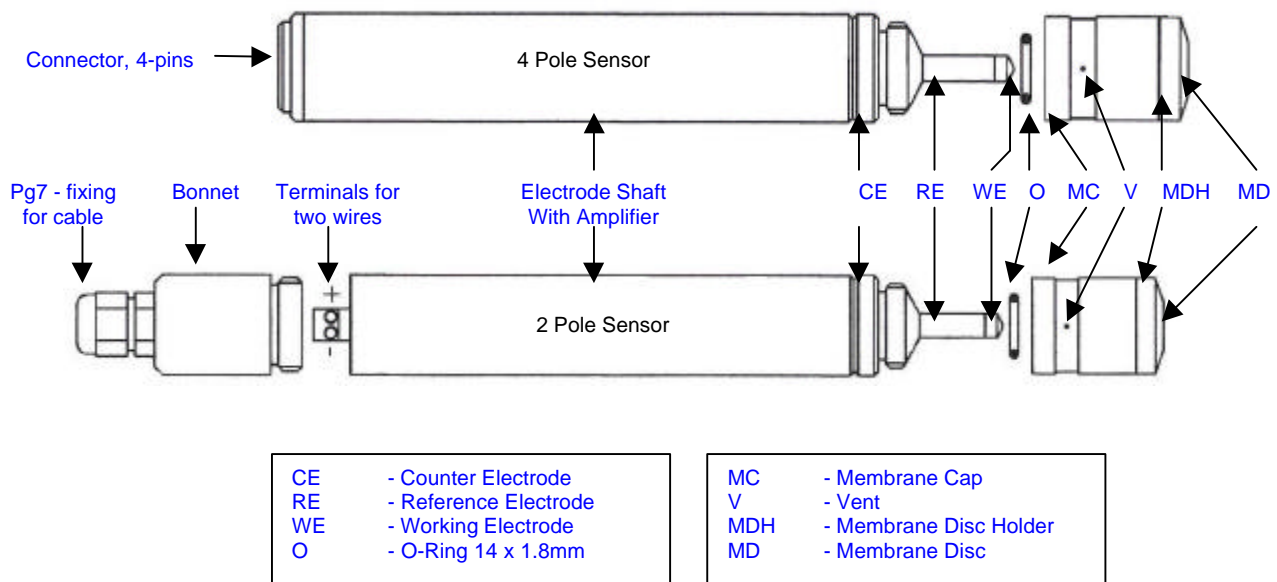 Connector, 4-pins
4 Pole Sensor
Pg7 - fixing
for cable
Bonnet
Terminals for
two wires
Electrode Shaft
With Amplifier
CE RE WE O MC V MDH MD
+
-
2 Pole Sensor
CE - Counter Electrode
RE - Reference Electrode
WE - Working Electrode
O - O-Ring 14 x 1.8mm
MC - Membrane Cap
V - Vent
MDH - Membrane Disc Holder
MD - Membrane Disc